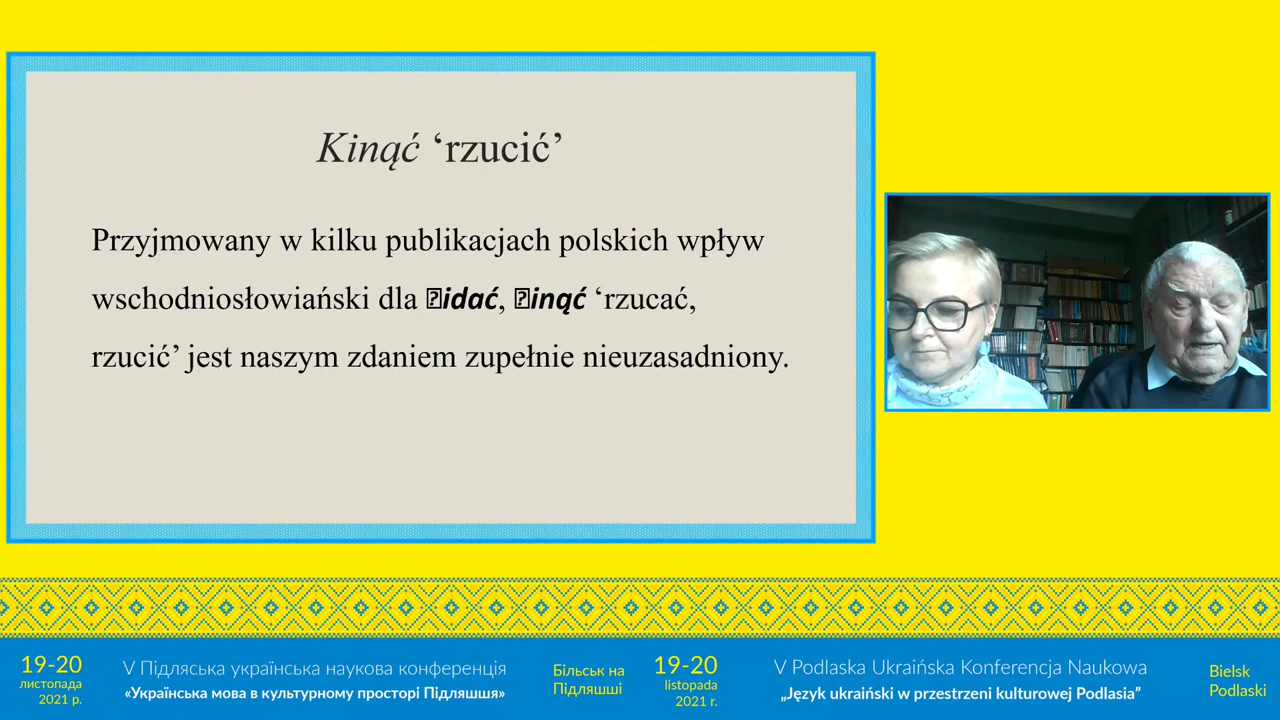 Kinąć ‘rzucić’
Przyjmowany w kilku publikacjach polskich wpływ
wschodniosłowiański dla idać, inąć ‘rzucać,
rzucić’ jest naszym zdaniem zupełnie nieuzasadniony.
19-20
листопада
2021 р.
V Підляська українська наукова конференція
«Українська мова в культурному просторі Підляшшя»
Більськ на
Підляшші
19-20
listopada
2021 r.
V Podlaska Ukraińska Konferencja Naukowa
„Język ukraiński w przestrzeni kulturowej Podlasia”
Bielsk
Podlaski